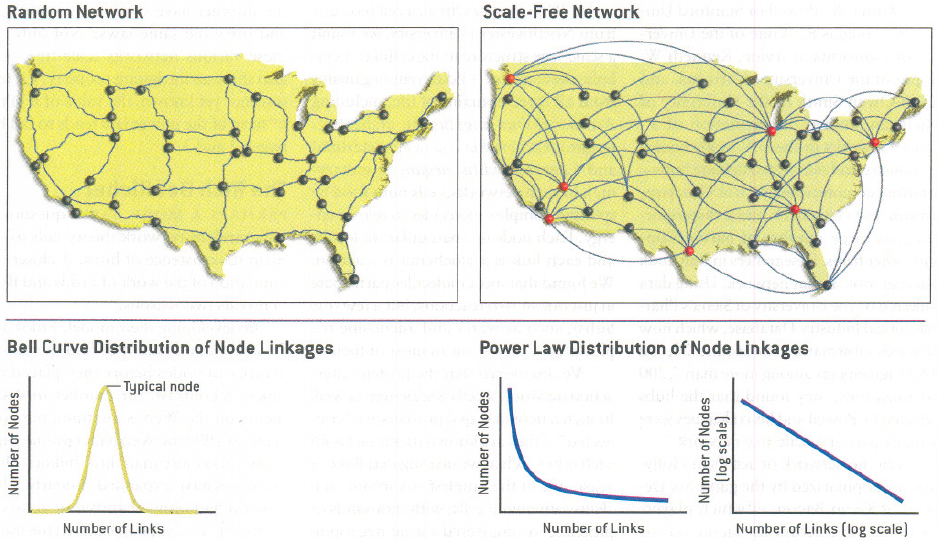 Random Network
Scale-Free Network
Bell Curve Distribution of Node Linkages
Typical node
Number of Nodes
Number of Links
Power Law Distribution of Node Linkages
Number of Nodes
Number of Links
Number of Nodes
(log scale)
Number of Links (log scale)